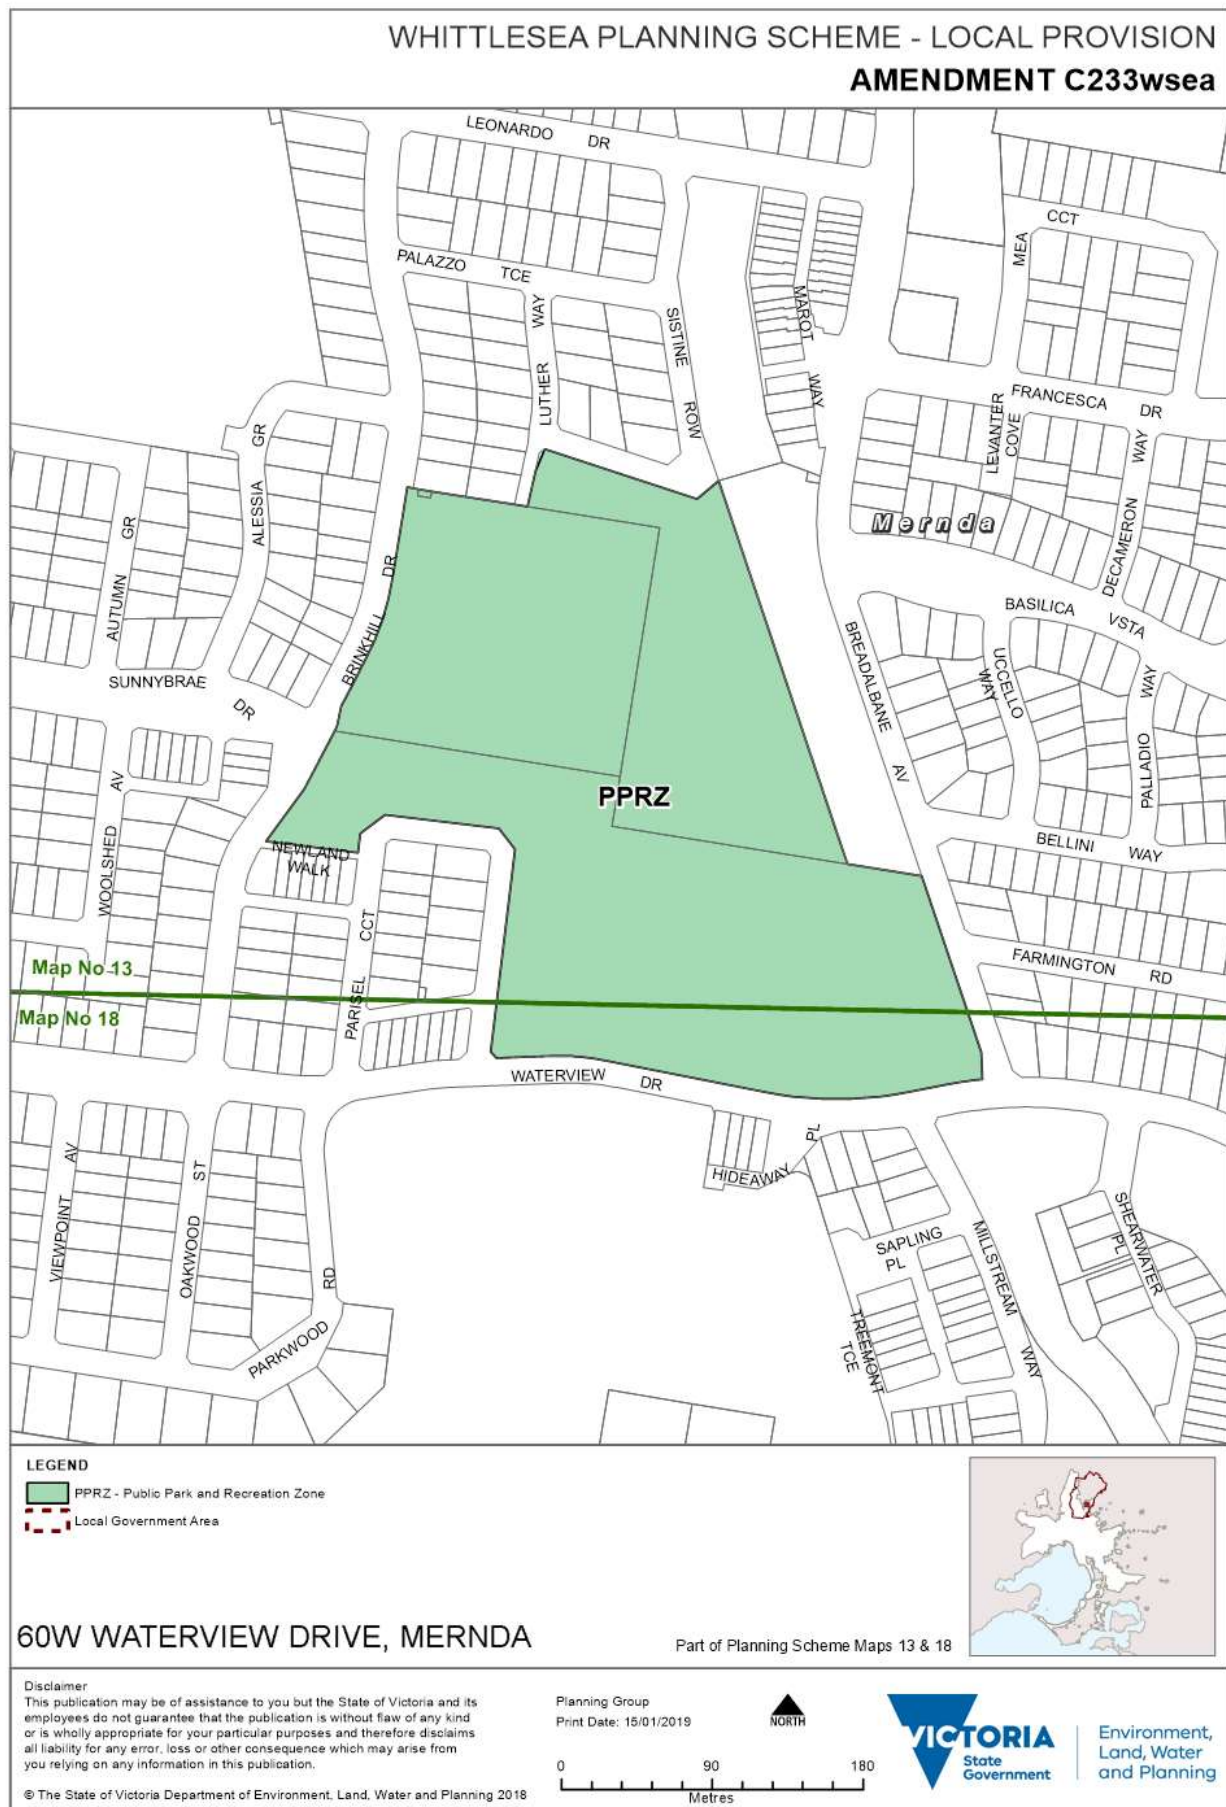 WHITTLESEA PLANNING SCHEME - LOCAL PROVISION
AMENDMENT C233wsea
LEONARDO DR
CCT
MEA
PALAZZO TCE
LUTHER WAY
SISTINE ROW
MAROT WAY
FRANCESCA DR
LEVANTER COVE
DECAMERON WAY
ALESSIA GR
AUTUMN GR
Mernda
BRINKHILL DR
BASILICA VSTA
BREADALBANE AV
UCCELLO WAY
PALLADIO WAY
SUNNYBRAE DR
PPRZ
WOOLSHED AV
NEWLAND WALK
BELLINI WAY
PARISEL CCT
FARMINGTON RD
Map No 13
Map No 18
WATERVIEW DR
HIDEAWAY PL
VIEWPOINT AV
OAKWOOD ST
PARKWOOD RD
SAPLING PL
MILLSTREAM WAY
SHEARWATER PL
TREEMONT TCE
LEGEND
PPRZ - Public Park and Recreation Zone
Local Government Area
60W WATERVIEW DRIVE, MERNDA
Part of Planning Scheme Maps 13 & 18
Disclaimer
This publication may be of assistance to you but the State of Victoria and its
employees do not guarantee that the publication is without flaw of any kind
or is wholly appropriate for your particular purposes and therefore disclaims
all liability for any error, loss or other consequence which may arise from
you relying on any information in this publication.
© The State of Victoria Department of Environment, Land, Water and Planning 2018
Planning Group
Print Date: 15/01/2019
NORTH
0 90 180
Metres
VICTORIA
State
Government
Environment,
Land, Water
and Planning